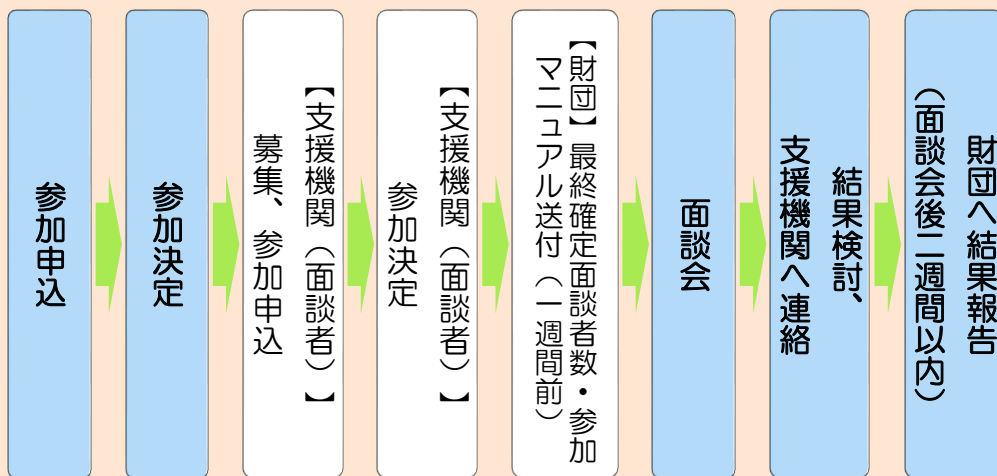 参加申込
参加決定
【支援機関（面談者）】
募集、参加申込
【支援機関（面談者）】
参加決定
【財団】最終確定面談者数・参加
マニュアル送付（一週間前）
面談会
結果検討、
支援機関へ連絡
財団へ結果報告
（面談会後二週間以内）